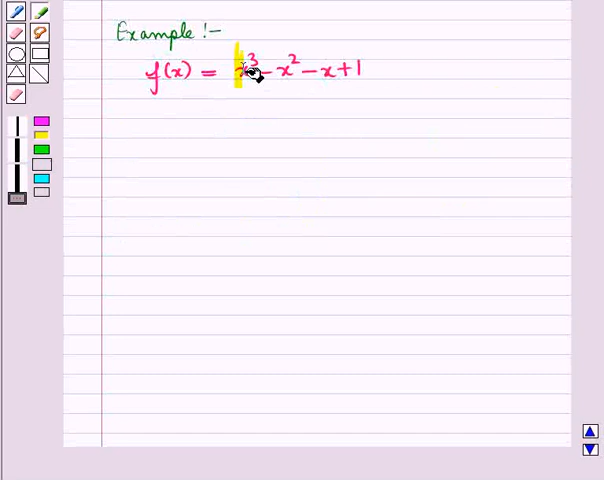 Example :-
f(x) = x³ - x² - x + 1